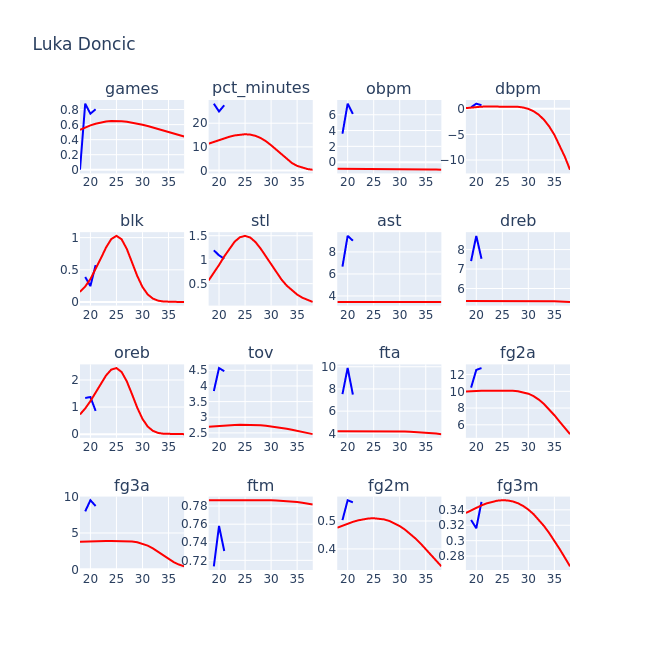 Luka Doncic
games pct_minutes obpm dbpm
0.8
0.6
0.4
0.2
0
20 25 30 35
20
10
0
20 25 30 35
6
4
2
0
20 25 30 35
0
−5
−10
20 25 30 35
blk stl ast dreb
1
0.5
0
20 25 30 35
1.5
1
0.5
20 25 30 35
8
6
4
20 25 30 35
8
7
6
20 25 30 35
oreb tov fta fg2a
2
1
0
20 25 30 35
4.5
4
3.5
3
2.5
20 25 30 35
10
8
6
4
20 25 30 35
12
10
8
6
20 25 30 35
fg3a ftm fg2m fg3m
10
5
0
20 25 30 35
0.78
0.76
0.74
0.72
20 25 30 35
0.5
0.4
20 25 30 35
0.34
0.32
0.3
0.28
20 25 30 35